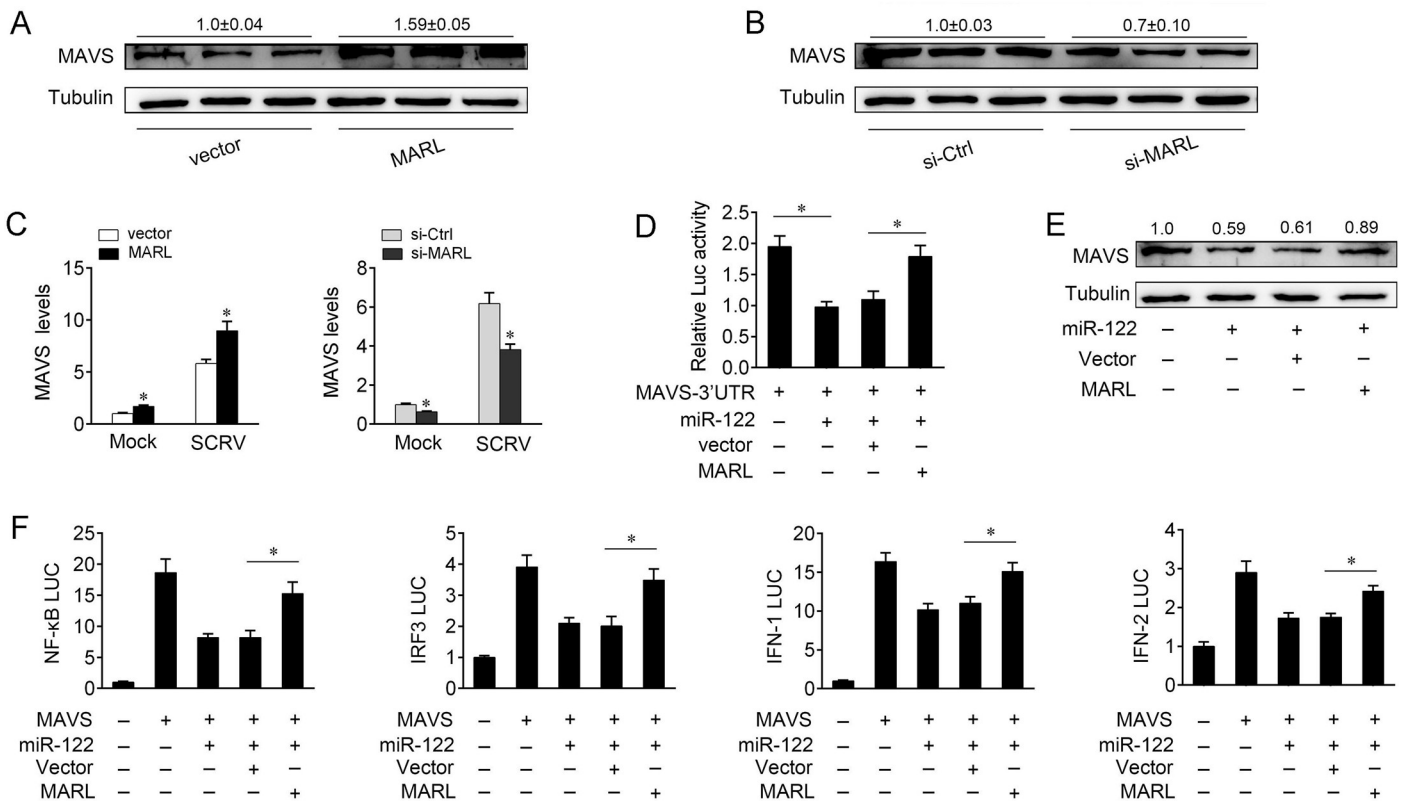 A
1.0±0.04 1.59±0.05
MAVS
Tubulin
vector MARL
B
1.0±0.03 0.7±0.10
MAVS
Tubulin
si-Ctrl si-MARL
C
vector
MARL
MAVS levels
15
10
5
0
* *
Mock SCRV
si-Ctrl
si-MARL
MAVS levels
8
6
4
2
0
* *
Mock SCRV
D
Relative Luc activity
2.5
2.0
1.5
1.0
0.5
0.0
* *
MAVS-3'UTR + + + +
miR-122 – + + +
vector – – + –
MARL – – – +
E
1.0 0.59 0.61 0.89
MAVS
Tubulin
miR-122 – + + +
Vector – – + –
MARL – – – +
F
NF-κB LUC
25
20
15
10
5
0
*
MAVS – + + + +
miR-122 – – + + +
Vector – – – + –
MARL – – – – +
IRF3 LUC
5
4
3
2
1
0
*
MAVS – + + + +
miR-122 – – + + +
Vector – – – + –
MARL – – – – +
IFN-1 LUC
20
15
10
5
0
*
MAVS – + + + +
miR-122 – – + + +
Vector – – – + –
MARL – – – – +
IFN-2 LUC
4
3
2
1
0
*
MAVS – + + + +
miR-122 – – + + +
Vector – – – + –
MARL – – – – +